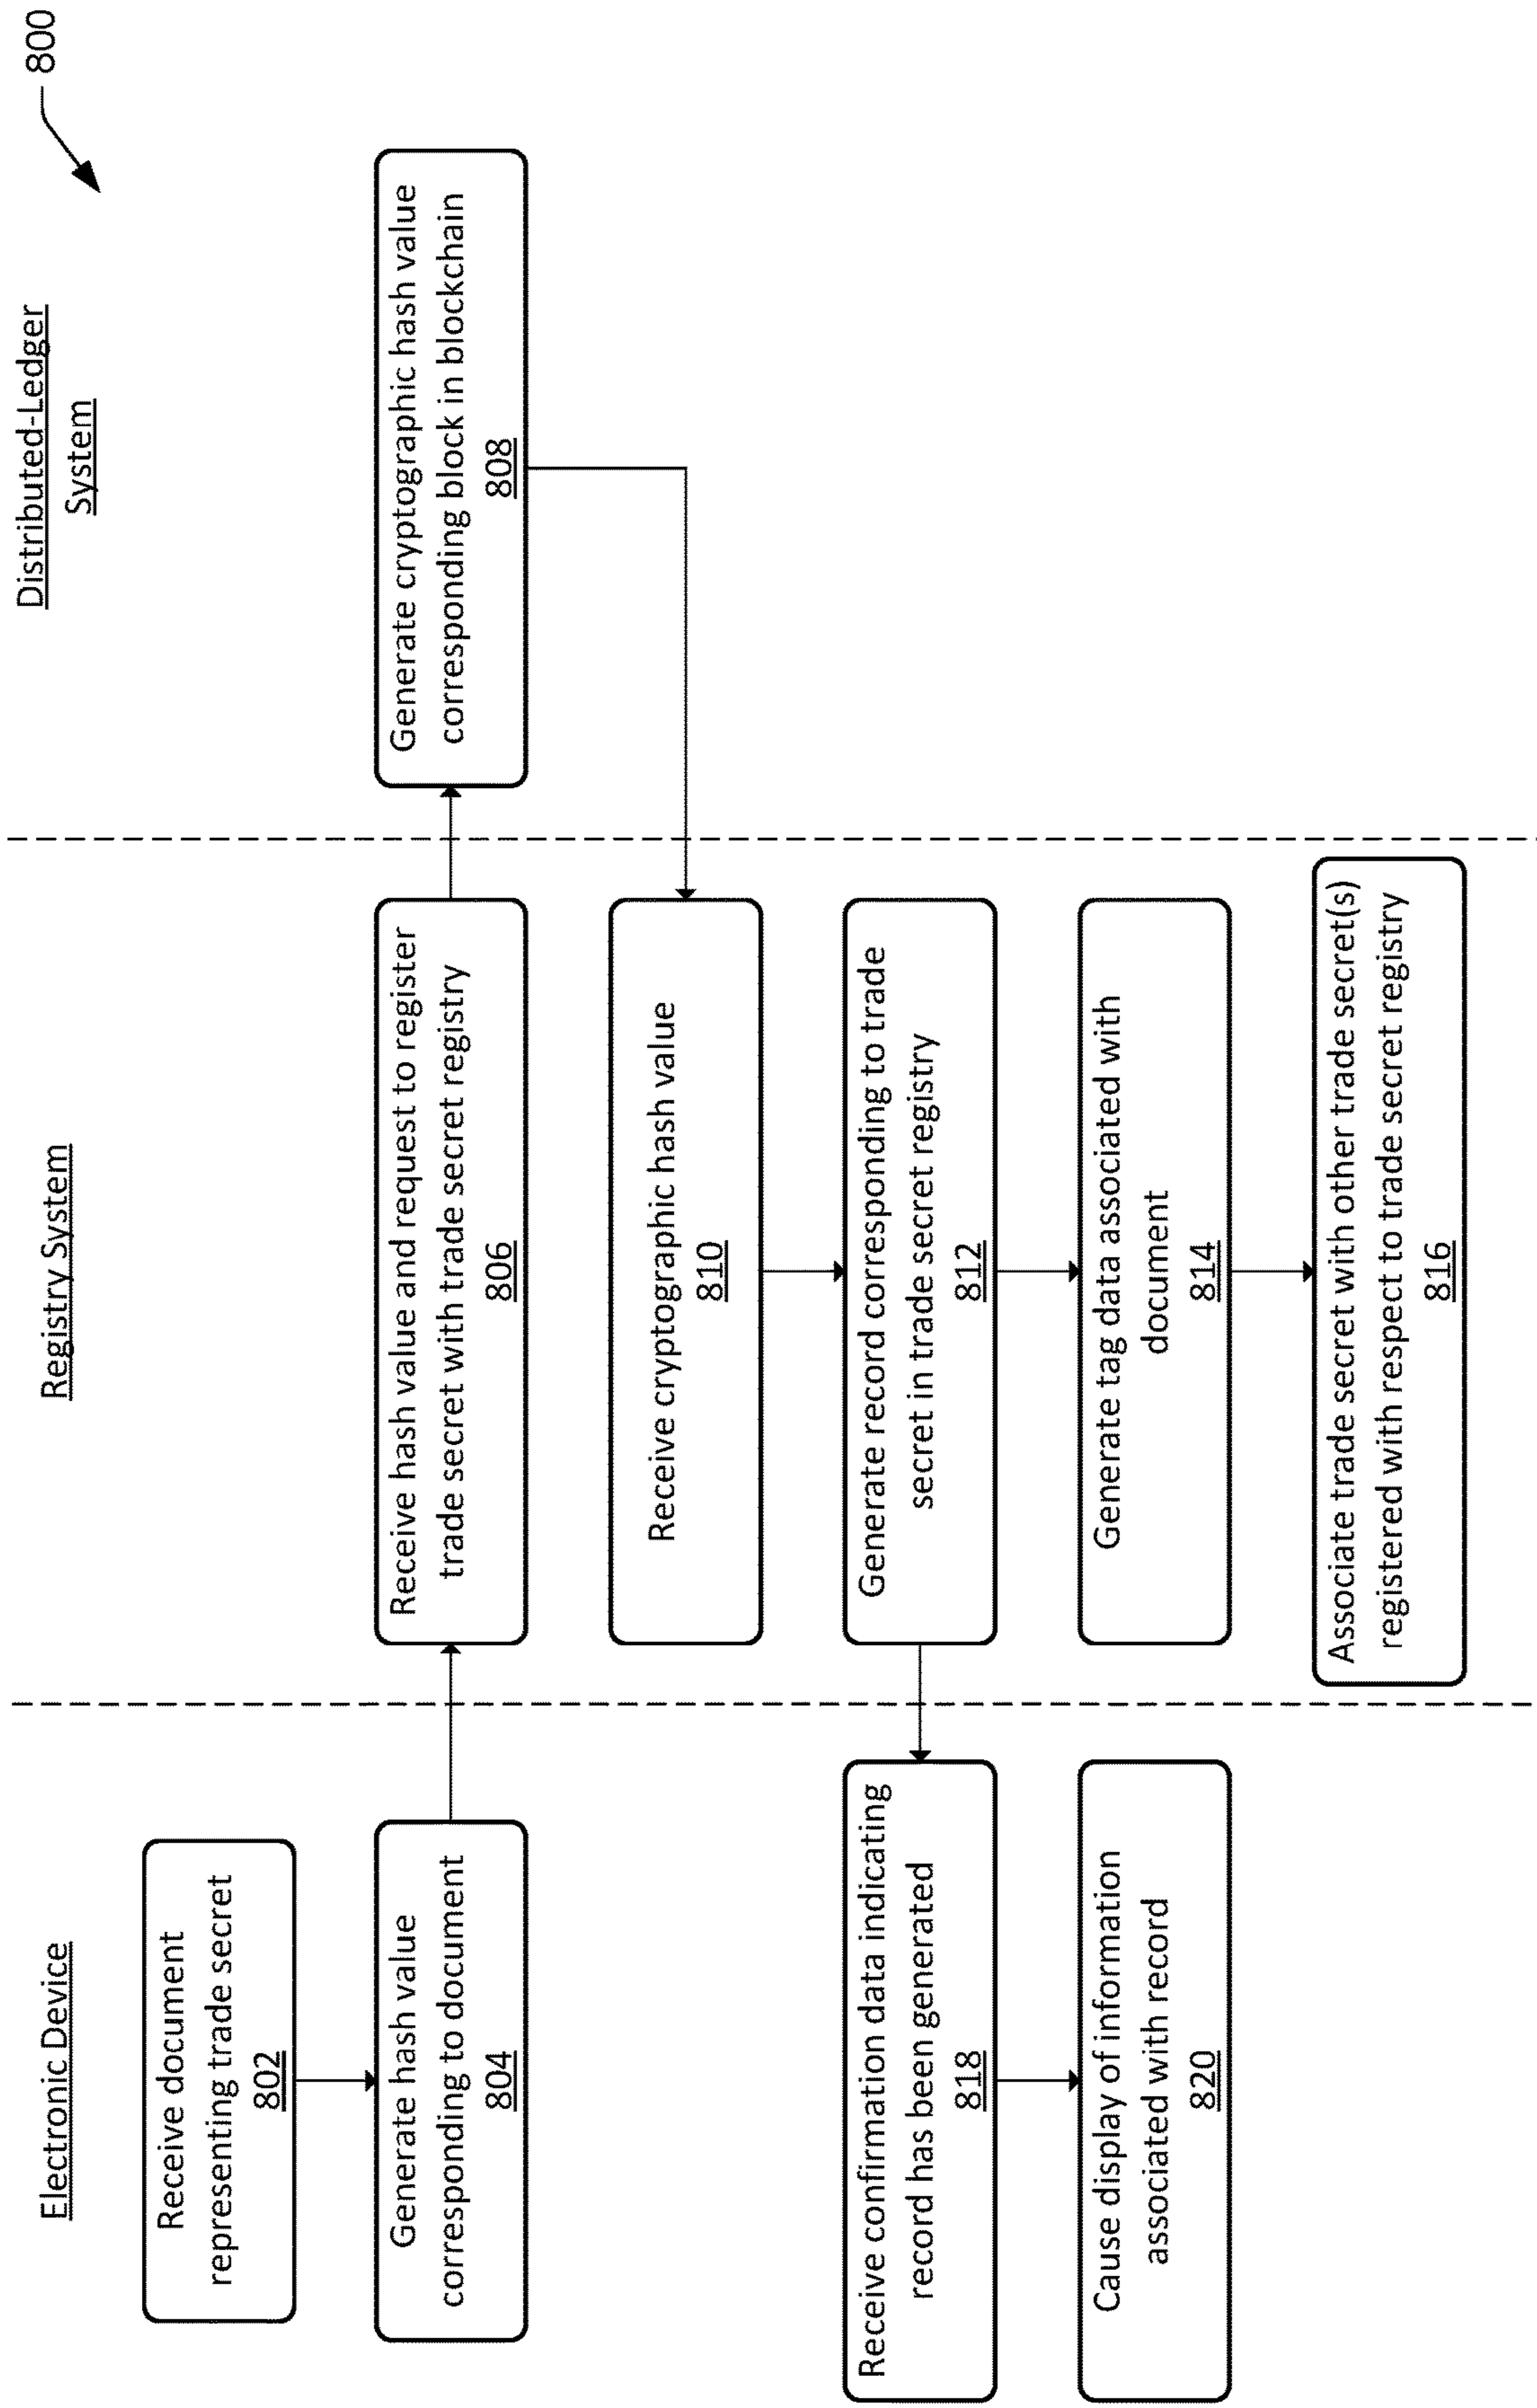 800
Electronic Device
Registry System
Distributed-Ledger
System
Receive document
representing trade secret
802
Generate hash value
corresponding to document
804
Receive hash value and request to register
trade secret with trade secret registry
806
Generate cryptographic hash value
corresponding block in blockchain
808
Receive cryptographic hash value
810
Generate record corresponding to trade
secret in trade secret registry
812
Generate tag data associated with
document
814
Associate trade secret with other trade secret(s)
registered with respect to trade secret registry
816
Receive confirmation data indicating
record has been generated
818
Cause display of information
associated with record
820